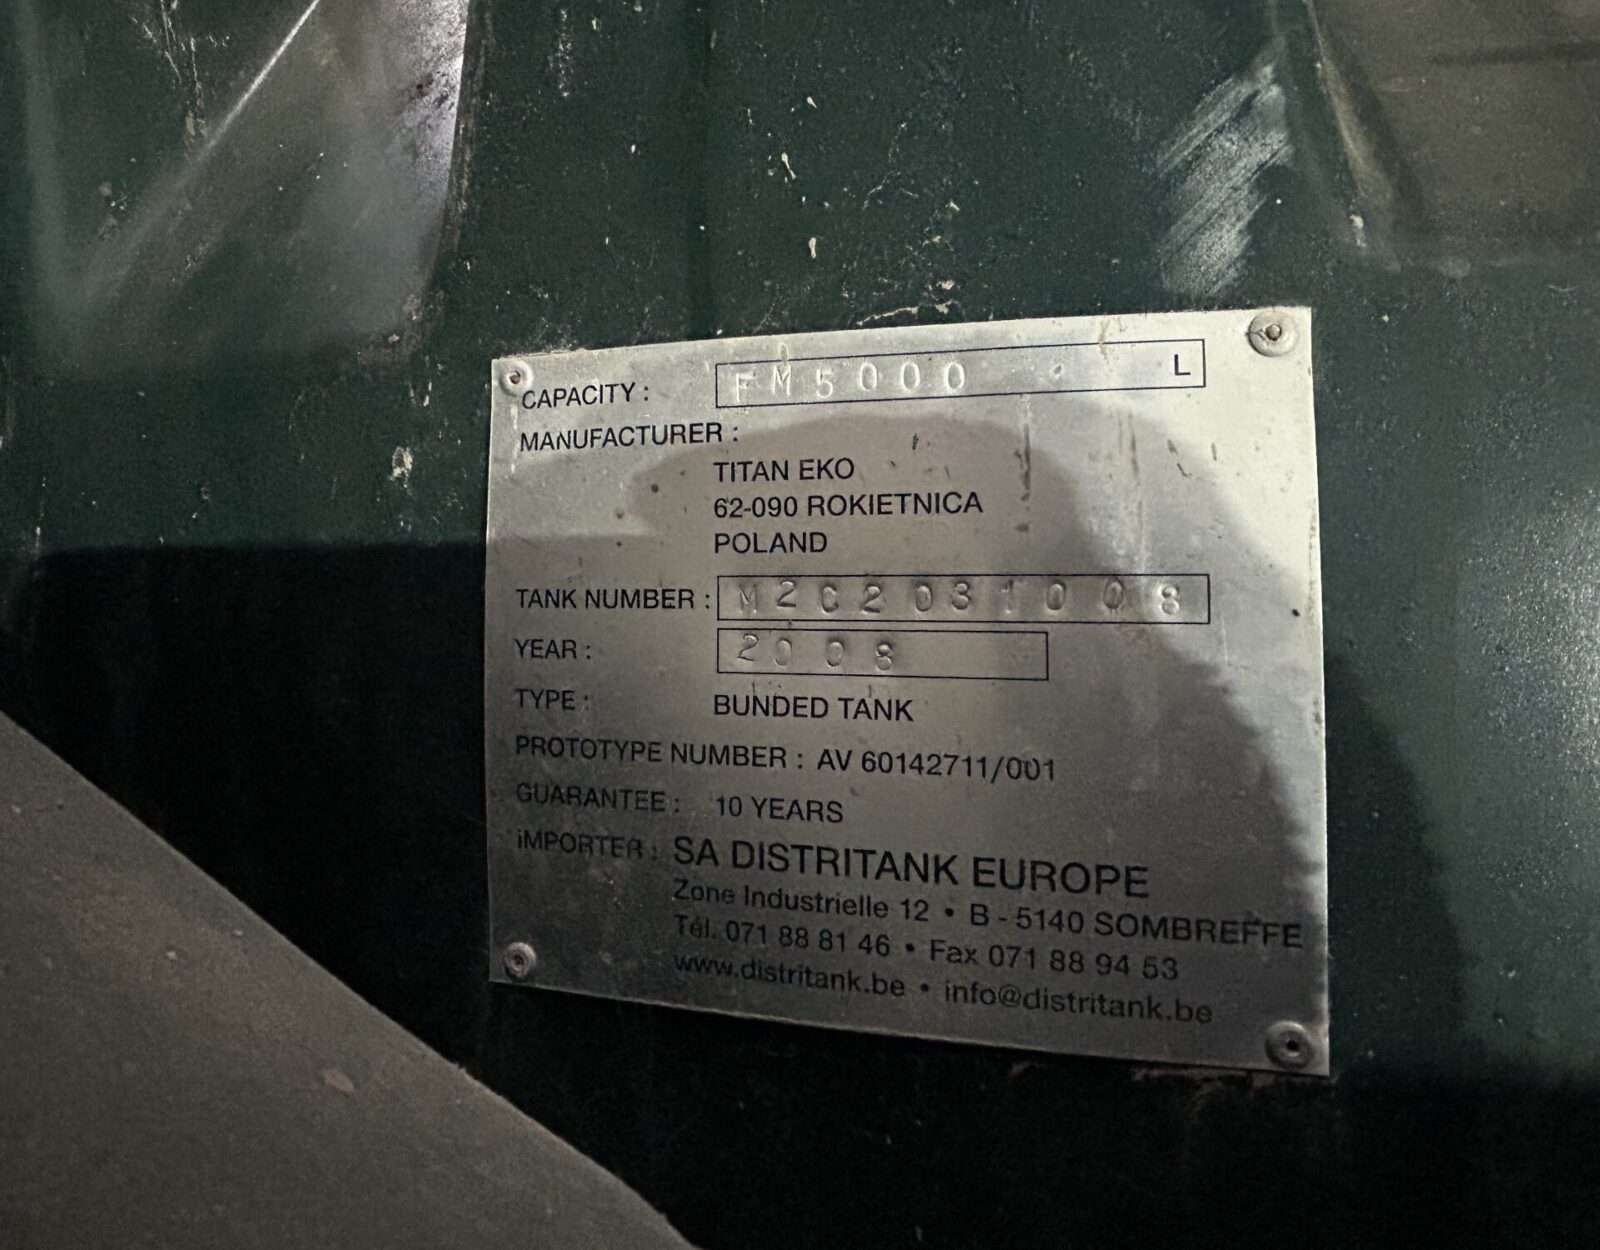 CAPACITY : FM5000 L
MANUFACTURER :
TITAN EKO
62-090 ROKIETNICA
POLAND
TANK NUMBER : M2C2031008
YEAR : 2008
TYPE : BUNDED TANK
PROTOTYPE NUMBER : AV 60142711/001
GUARANTEE : 10 YEARS
iMPORTER : SA DISTRITANK EUROPE
Zone Industrielle 12 • B - 5140 SOMBREFFE
Tél. 071 88 81 46 • Fax 071 88 94 53
www.distritank.be • info@distritank.be